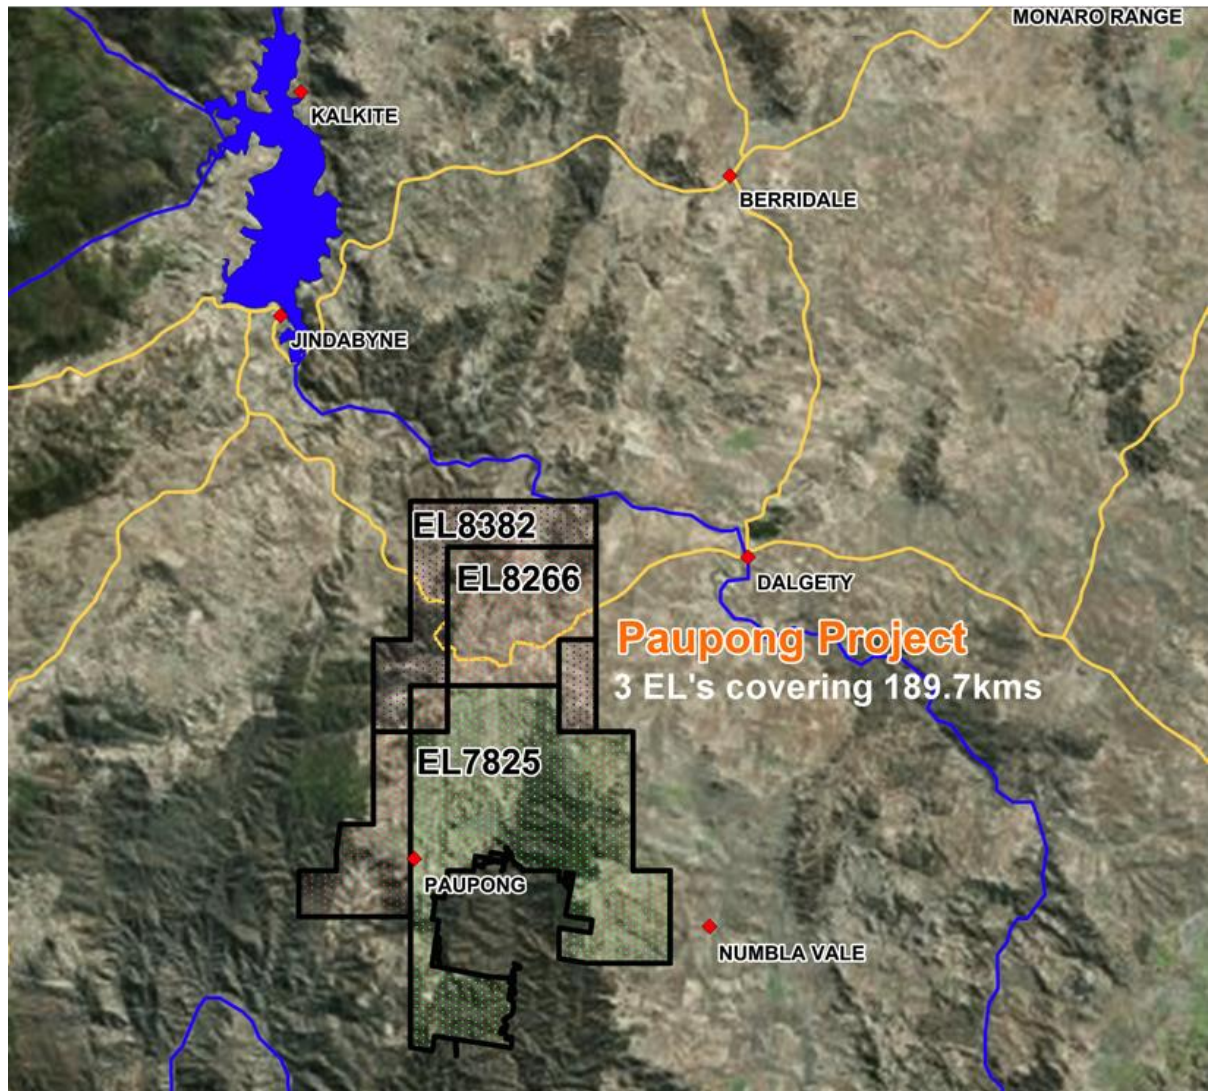 MONARO RANGE
KALKITE
BERRIDALE
JINDABYNE
EL8382
EL8266
DALGETY
Paupong Project
3 EL's covering 189.7kms
EL7825
PAUPONG
NUMBLA VALE